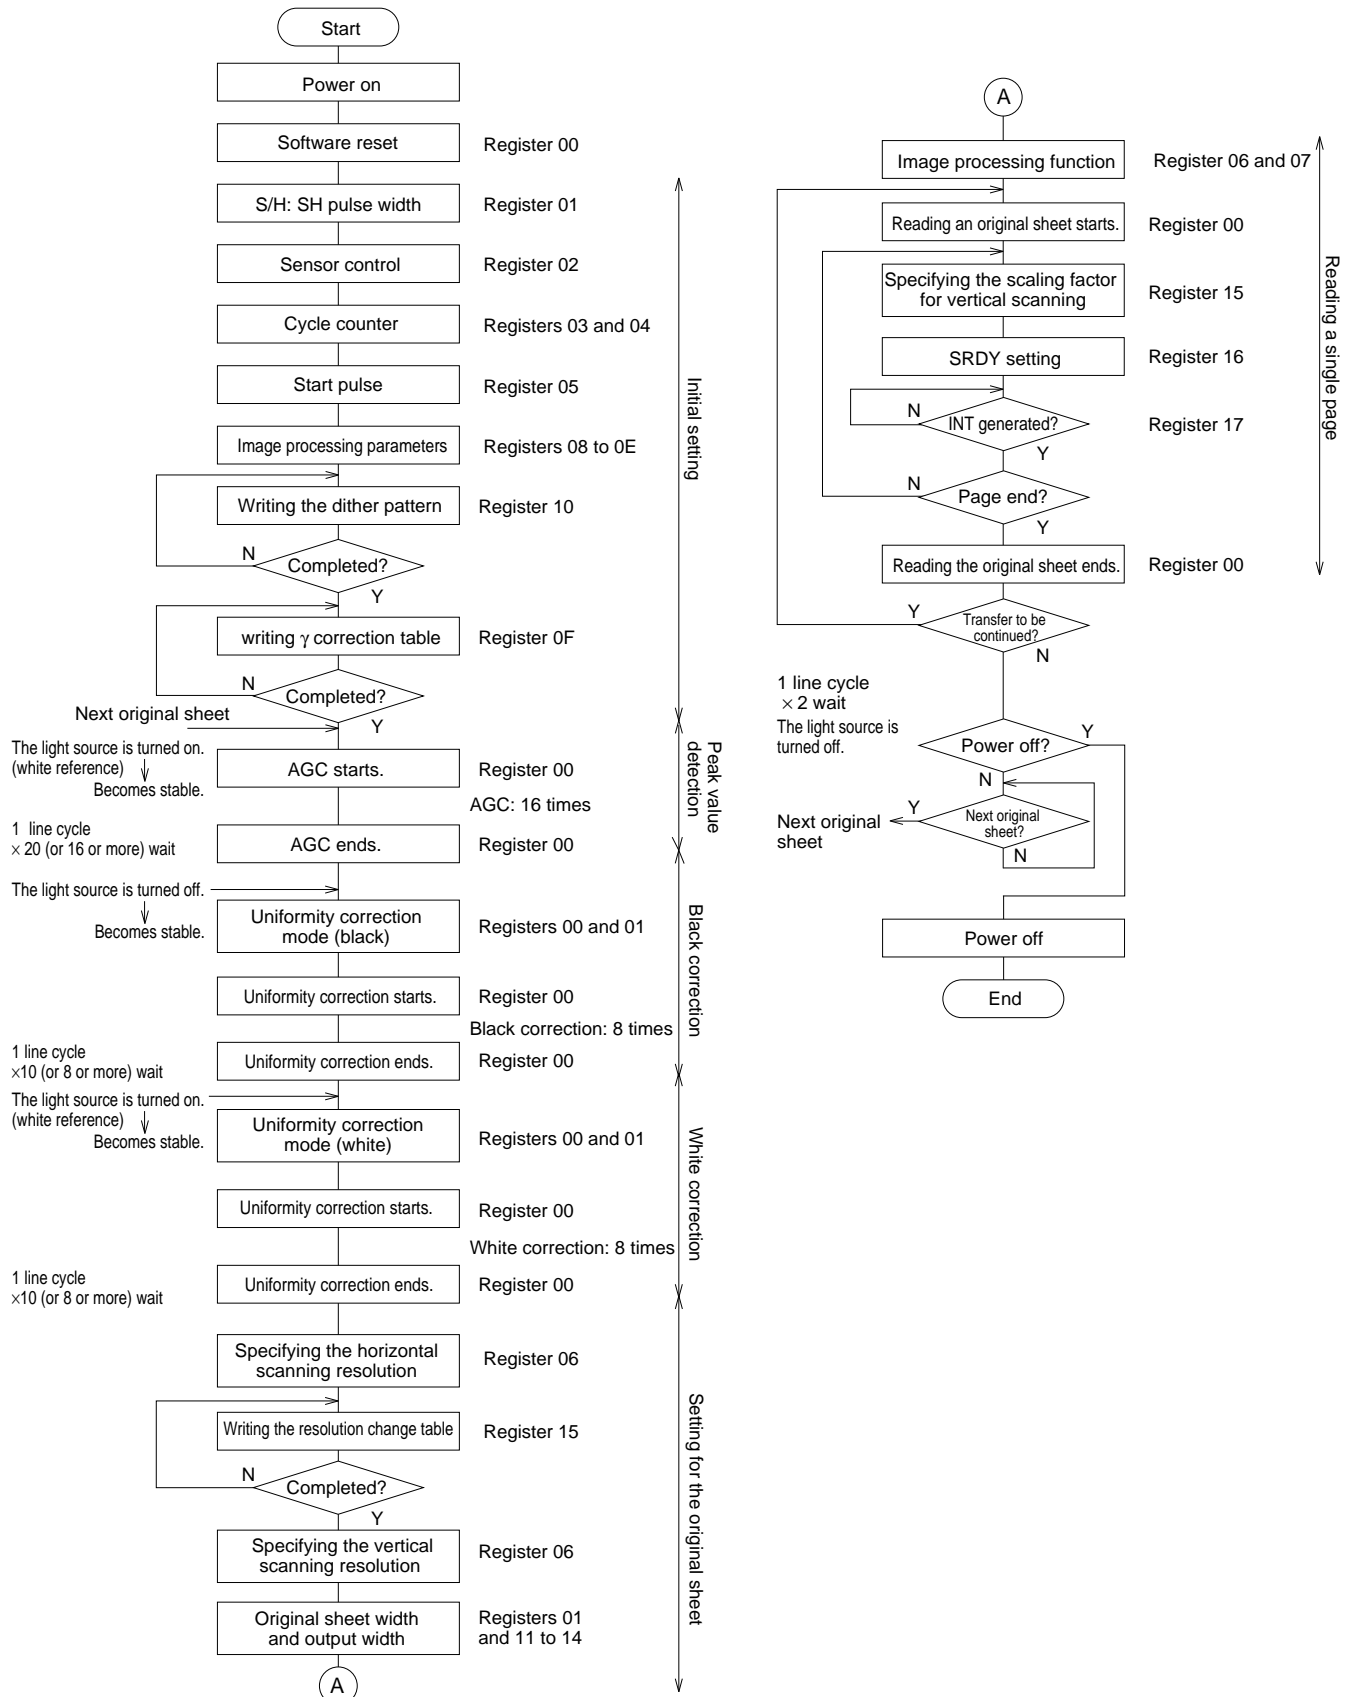 Start
Power on
Software reset
Register 00
S/H: SH pulse width
Register 01
Sensor control
Register 02
Cycle counter
Registers 03 and 04
Start pulse
Register 05
Image processing parameters
Registers 08 to 0E
Writing the dither pattern
Register 10
N
Completed?
Y
writing γ correction table
Register 0F
N
Completed?
Y
Initial setting
Next original sheet
The light source is turned on.
(white reference)
Becomes stable.
AGC starts.
Register 00
AGC: 16 times
1 line cycle
× 20 (or 16 or more) wait
AGC ends.
Register 00
Peak value
detection
The light source is turned off.
Becomes stable.
Uniformity correction
mode (black)
Registers 00 and 01
Uniformity correction starts.
Register 00
Black correction: 8 times
1 line cycle
×10 (or 8 or more) wait
Uniformity correction ends.
Register 00
Black correction
The light source is turned on.
(white reference)
Becomes stable.
Uniformity correction
mode (white)
Registers 00 and 01
Uniformity correction starts.
Register 00
White correction: 8 times
1 line cycle
×10 (or 8 or more) wait
Uniformity correction ends.
Register 00
White correction
Specifying the horizontal
scanning resolution
Register 06
Writing the resolution change table
Register 15
N
Completed?
Y
Specifying the vertical
scanning resolution
Register 06
Original sheet width
and output width
Registers 01
and 11 to 14
Setting for the original sheet
A
A
Image processing function
Register 06 and 07
Reading an original sheet starts.
Register 00
Specifying the scaling factor
for vertical scanning
Register 15
SRDY setting
Register 16
N
INT generated?
Register 17
Y
N
Page end?
Y
Reading the original sheet ends.
Register 00
Reading a single page
Y
Transfer to be
continued?
N
1 line cycle
× 2 wait
The light source is
turned off.
Power off?
Y
N
Y
Next original
sheet
Next original
sheet?
N
Power off
End